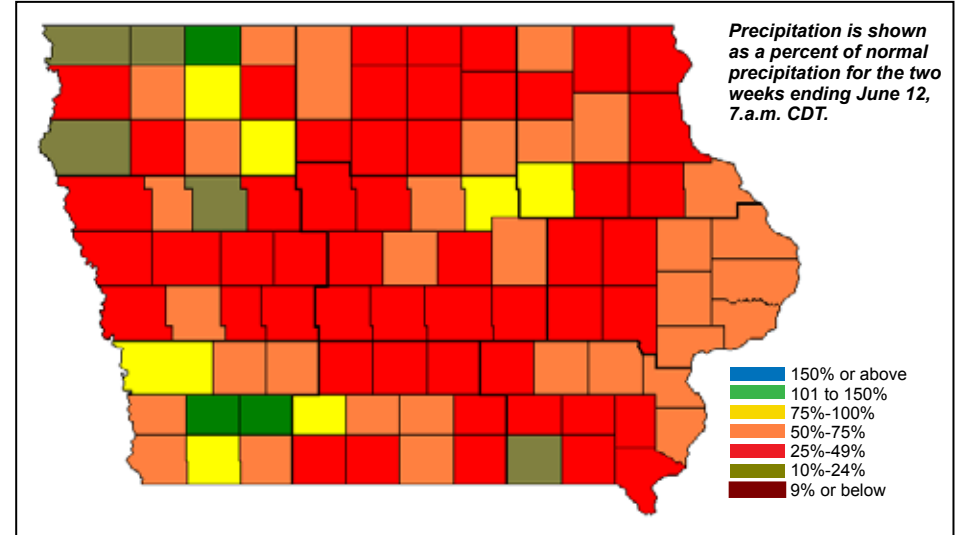 Precipitation is shown
as a percent of normal
precipitation for the two
weeks ending June 12,
7.a.m. CDT.
150% or above
101 to 150%
75%-100%
50%-75%
25%-49%
10%-24%
9% or below